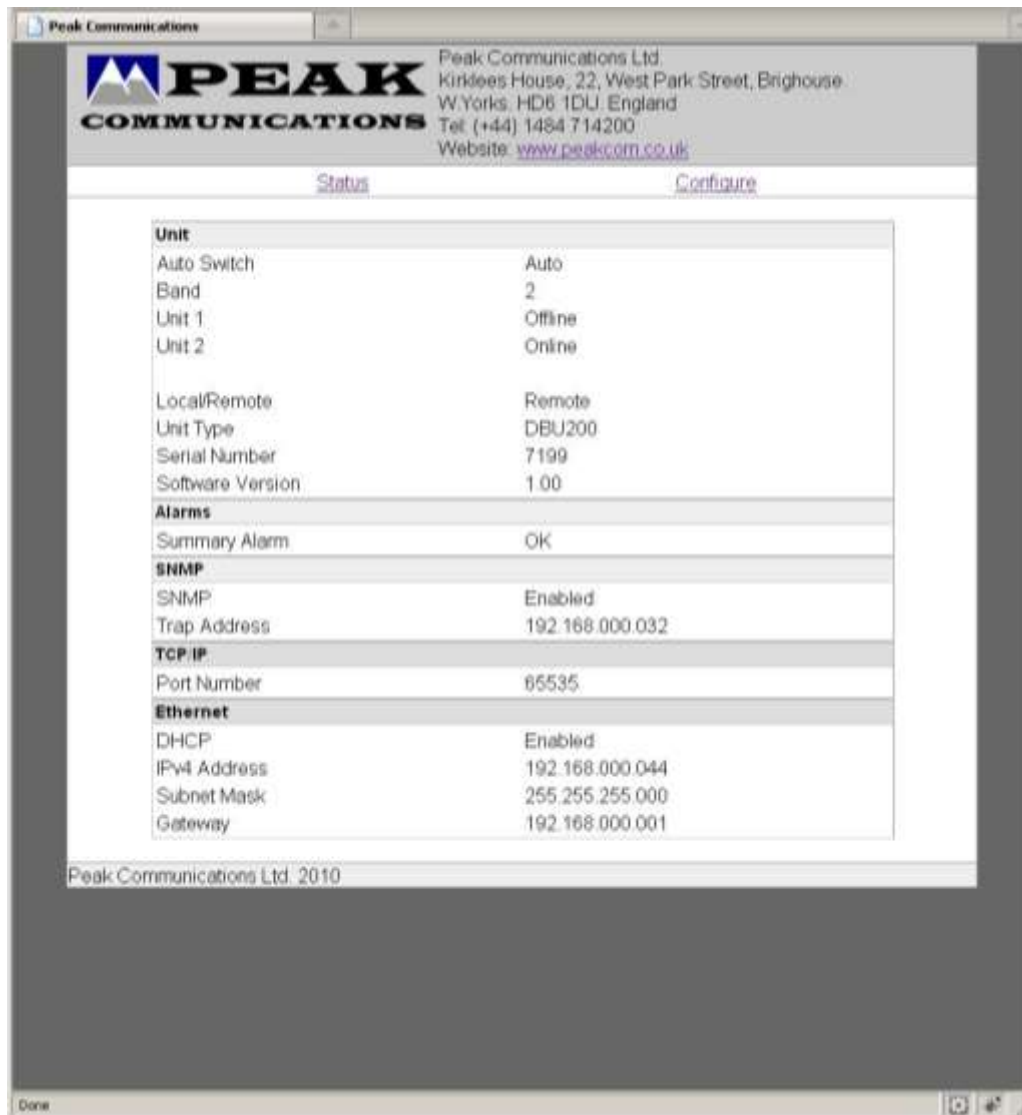 Peak Communications
PEAK
COMMUNICATIONS
Peak Communications Ltd.
Kirklees House, 22, West Park Street, Brighouse.
W.Yorks. HD6 1DU. England
Tel: (+44) 1484 714200
Website: www.peakcom.co.uk
Status Configure
Unit
Auto Switch Auto
Band 2
Unit 1 Offline
Unit 2 Online
Local/Remote Remote
Unit Type DBU200
Serial Number 7199
Software Version 1.00
Alarms
Summary Alarm OK
SNMP
SNMP Enabled
Trap Address 192.168.000.032
TCP/IP
Port Number 65535
Ethernet
DHCP Enabled
IPv4 Address 192.168.000.044
Subnet Mask 255.255.255.000
Gateway 192.168.000.001
Peak Communications Ltd. 2010
Done